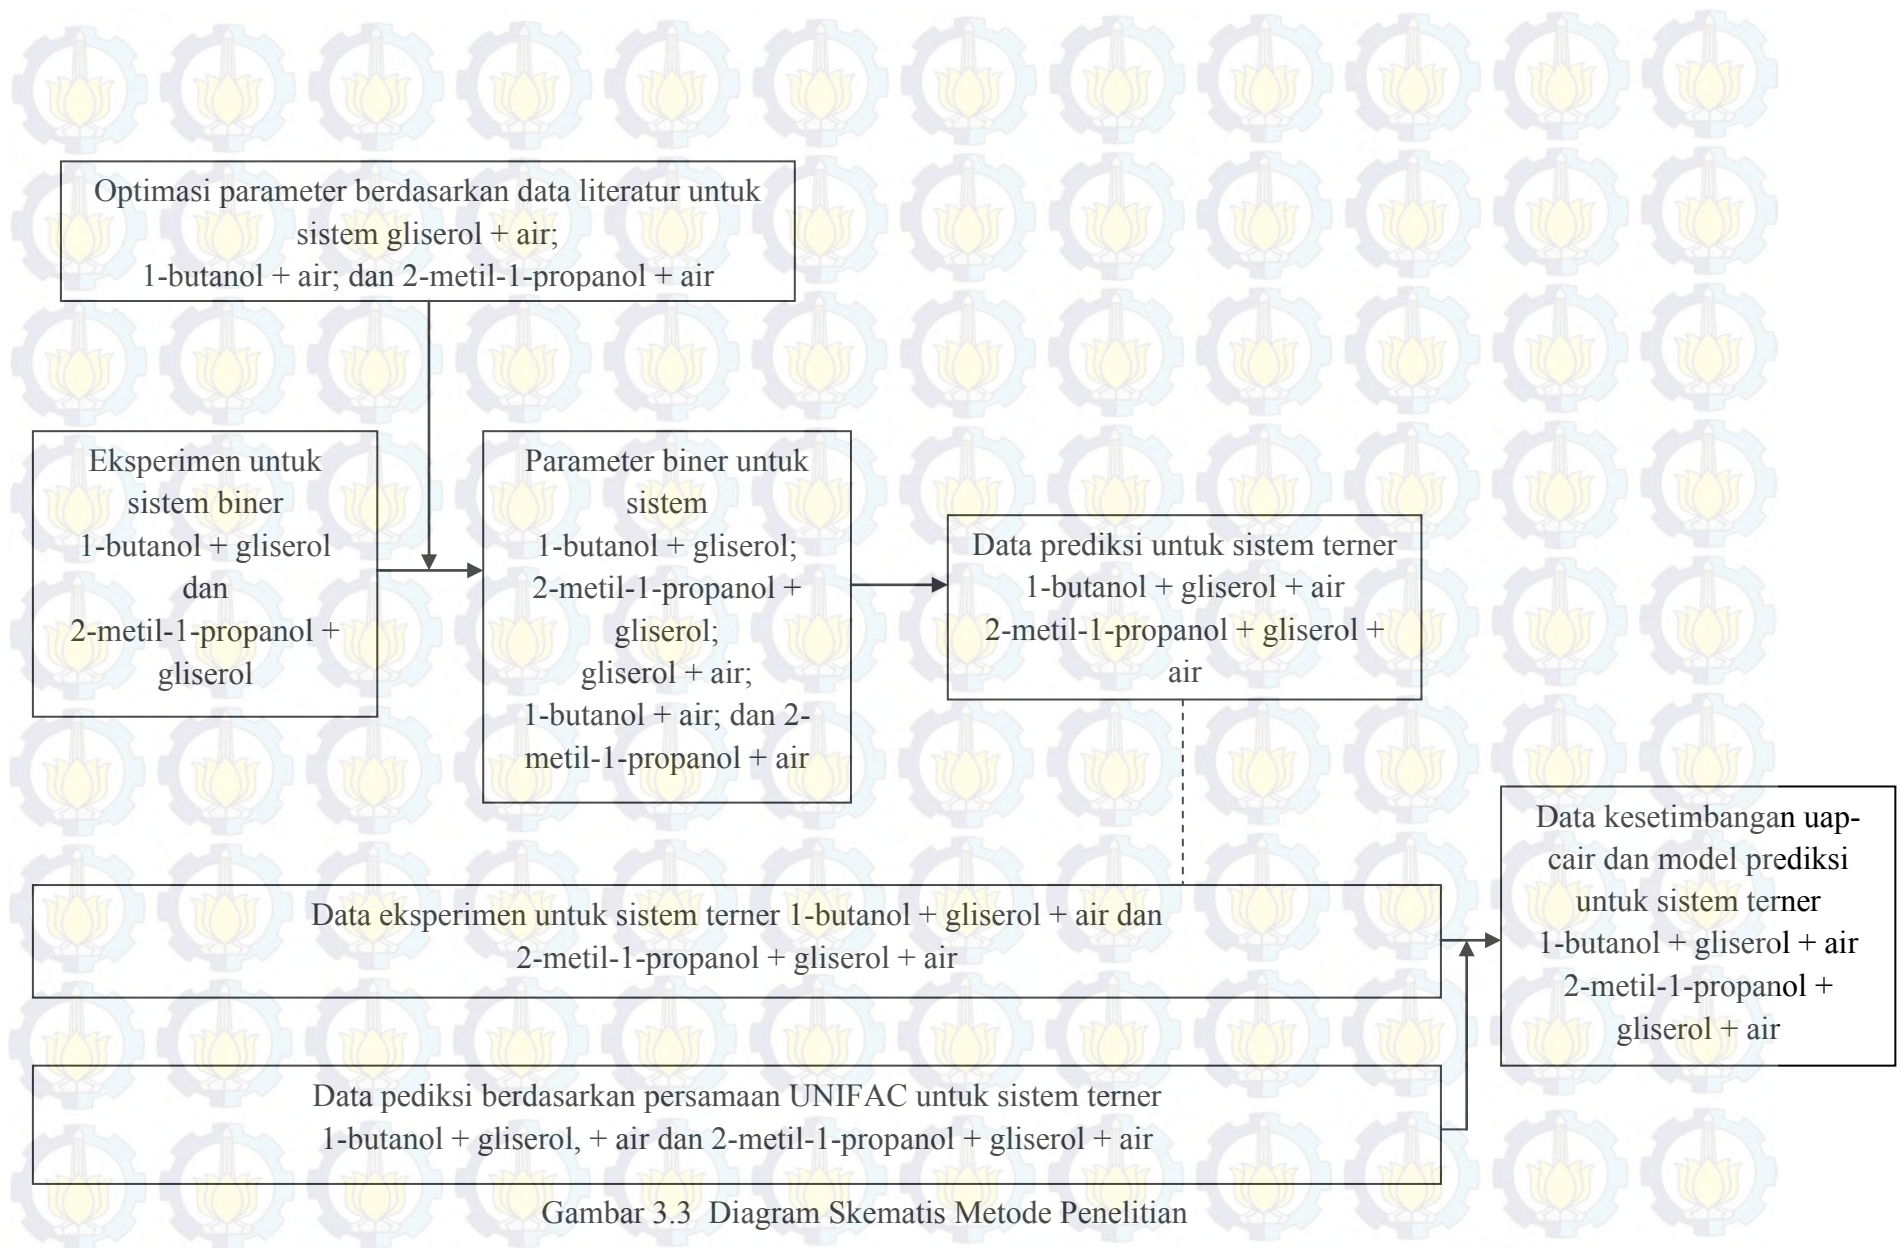 Optimasi parameter berdasarkan data literatur untuk
sistem gliserol + air;
1-butanol + air; dan 2-metil-1-propanol + air
Eksperimen untuk
sistem biner
1-butanol + gliserol
dan
2-metil-1-propanol +
gliserol
Parameter biner untuk
sistem
1-butanol + gliserol;
2-metil-1-propanol +
gliserol;
gliserol + air;
1-butanol + air; dan 2-
metil-1-propanol + air
Data prediksi untuk sistem terner
1-butanol + gliserol + air
2-metil-1-propanol + gliserol +
air
Data eksperimen untuk sistem terner 1-butanol + gliserol + air dan
2-metil-1-propanol + gliserol + air
Data kesetimbangan uap-
cair dan model prediksi
untuk sistem terner
1-butanol + gliserol + air
2-metil-1-propanol +
gliserol + air
Data pediksi berdasarkan persamaan UNIFAC untuk sistem terner
1-butanol + gliserol, + air dan 2-metil-1-propanol + gliserol + air
Gambar 3.3  Diagram Skematis Metode Penelitian